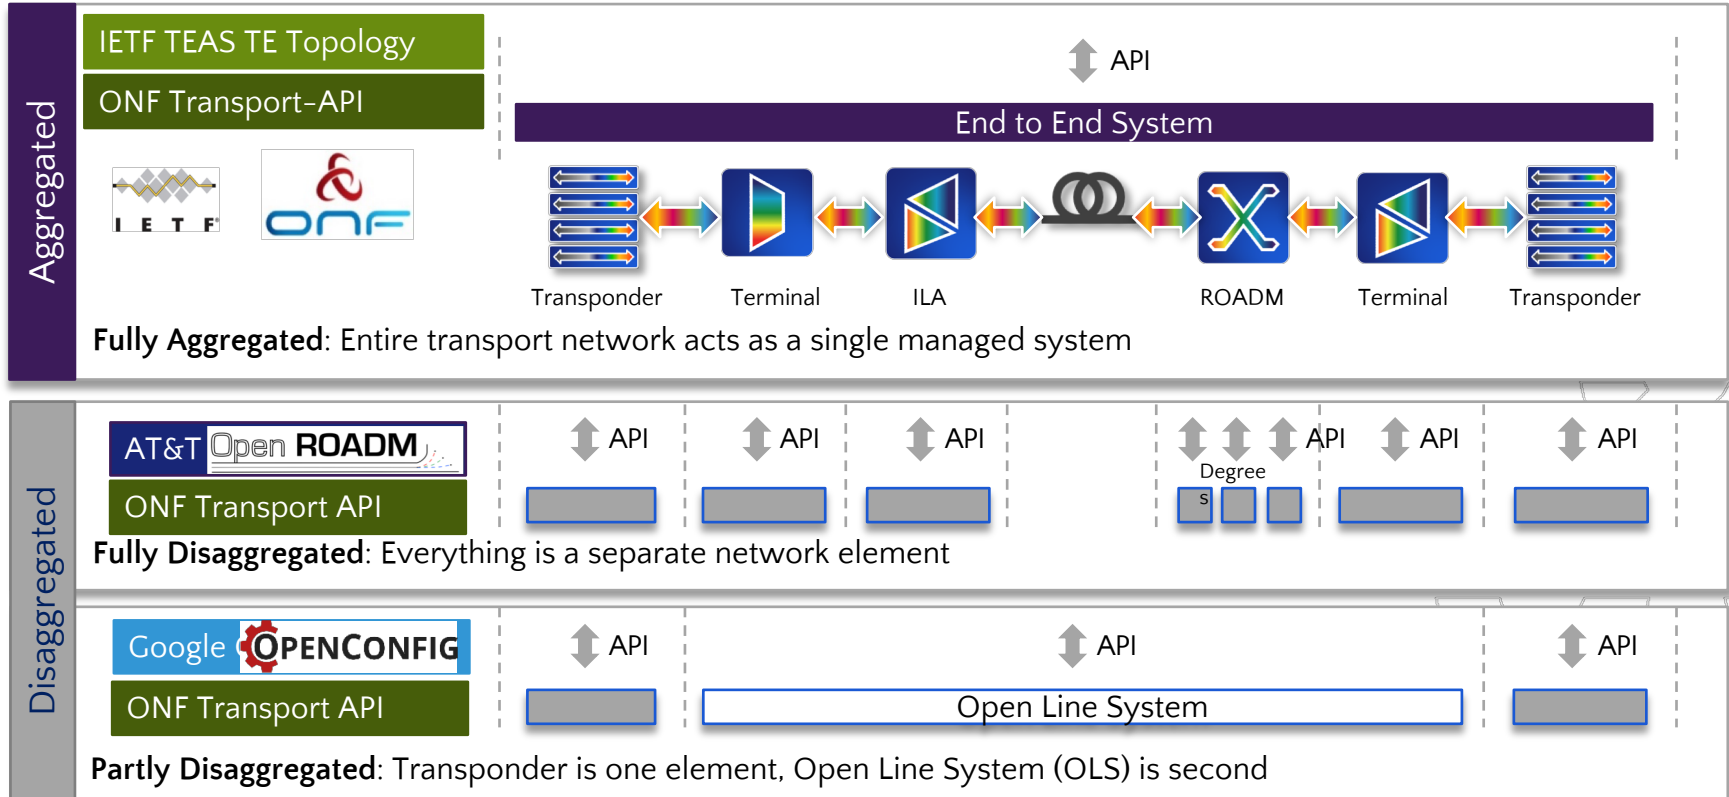 Aggregated
IETF TEAS TE Topology
ONF Transport-API
IETF
ONF
API
End to End System
Transponder
Terminal
ILA
ROADM
Terminal
Transponder
Fully Aggregated: Entire transport network acts as a single managed system
Disaggregated
AT&T Open ROADM
ONF Transport API
API
API
API
API
API
API
Degree
s
Fully Disaggregated: Everything is a separate network element
Google OPENCONFIG
ONF Transport API
API
API
API
Open Line System
Partly Disaggregated: Transponder is one element, Open Line System (OLS) is second